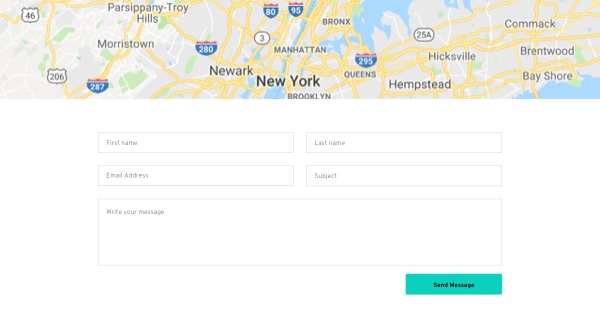 46
Parsippany-Troy
Hills
80
95
BRONX
Commack
Morristown
280
3
MANHATTAN
25A
Hicksville
Brentwood
206
287
Newark
New York
295
QUEENS
Hempstead
Bay Shore
BROOKLYN
First name
Last name
Email Address
Subject
Write your message
Send Message